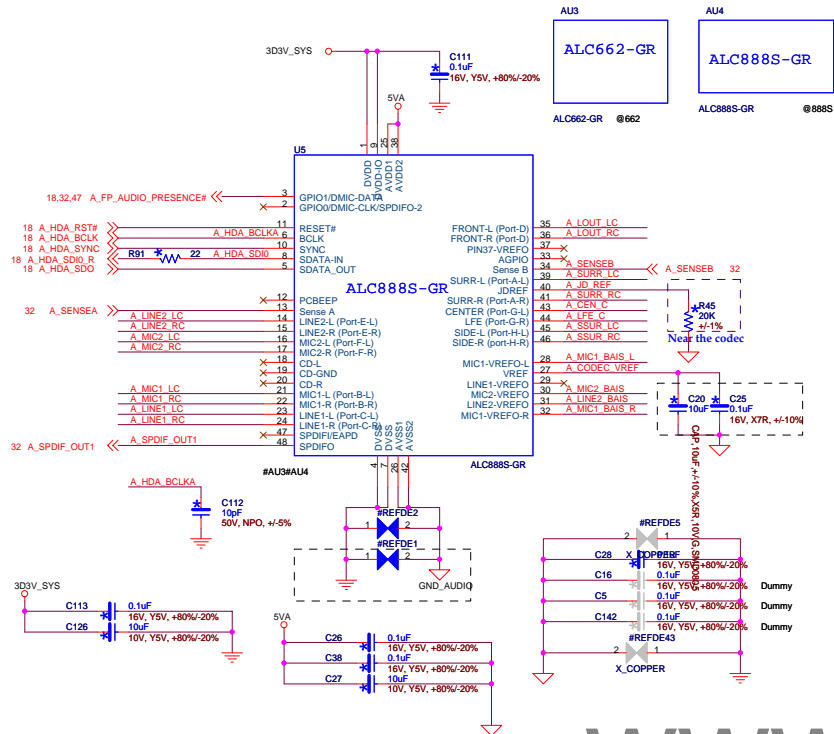 AU3
AU4
ALC662-GR
ALC888S-GR
ALC662-GR @662
ALC888S-GR @888S
3D3V_SYS
C111
0.1uF
16V, Y5V, +80%/-20%
5VA
U5
1
9
25
38
DVDD
DVDD-IO
AVDD1
AVDD2
18,32,47 A_FP_AUDIO_PRESENCE#
3 GPIO1/DMIC-DATA
2 GPIO0/DMIC-CLK/SPDIFO-2
18 A_HDA_RST# 11 RESET#
18 A_HDA_BCLK A_HDA_BCLKA 6 BCLK
18 A_HDA_SYNC 10 SYNC
18 A_HDA_SDI0_R R91 22 A_HDA_SDI0 8 SDATA-IN
18 A_HDA_SDO 5 SDATA_OUT
ALC888S-GR
12 PCBEEP
32 A_SENSEA 13 Sense A
A_LINE2_LC 14 LINE2-L (Port-E-L)
A_LINE2_RC 15 LINE2-R (Port-E-R)
A_MIC2_LC 16 MIC2-L (Port-F-L)
A_MIC2_RC 17 MIC2-R (Port-F-R)
18 CD-L
19 CD-GND
20 CD-R
A_MIC1_LC 21 MIC1-L (Port-B-L)
A_MIC1_RC 22 MIC1-R (Port-B-R)
A_LINE1_LC 23 LINE1-L (Port-C-L)
A_LINE1_RC 24 LINE1-R (Port-C-R)
47 SPDIFI/EAPD
32 A_SPDIF_OUT1 A_SPDIF_OUT1 48 SPDIFO
FRONT-L (Port-D) 35 A_LOUT_LC
FRONT-R (Port-D) 36 A_LOUT_RC
PIN37-VREFO 37
AGPIO 33
Sense B 34 A_SENSEB A_SENSEB 32
SURR-L (Port-A-L) 39 A_SURR_LC
JDREF 40 A_JD_REF
SURR-R (Port-A-R) 41 A_SURR_RC
CENTER (Port-G-L) 43 A_CEN_C
LFE (Port-G-R) 44 A_LFE_C
SIDE-L (Port-H-L) 45 A_SSUR_LC
SIDE-R (port-H-R) 46 A_SSUR_RC
R45
20K
+/-1%
Near the codec
MIC1-VREFO-L 28 A_MIC1_BAIS_L
VREF 27 A_CODEC_VREF
LINE1-VREFO 29
MIC2-VREFO 30 A_MIC2_BAIS
LINE2-VREFO 31 A_LINE2_BAIS
MIC1-VREFO-R 32 A_MIC1_BAIS_R
C20
10uF
C25
0.1uF
16V, X7R, +/-10%
CAP,10uF,+/-10%,X5R,10V,G,SMD0805
DVSS
DVSS
AVSS1
AVSS2
4
7
26
42
#AU3#AU4
ALC888S-GR
A_HDA_BCLKA
C112
10pF
50V, NPO, +/-5%
#REFDE2
1 2
#REFDE1
1 2
GND_AUDIO
3D3V_SYS
C113 0.1uF
16V, Y5V, +80%/-20%
C126 10uF
10V, Y5V, +80%/-20%
5VA
C26 0.1uF
16V, Y5V, +80%/-20%
C38 0.1uF
16V, Y5V, +80%/-20%
C27 10uF
10V, Y5V, +80%/-20%
#REFDE5
2 1
X_COPPER
C28
16V, Y5V, +80%/-20%
C16 0.1uF
16V, Y5V, +80%/-20% Dummy
C5 0.1uF
16V, Y5V, +80%/-20% Dummy
C142 0.1uF
16V, Y5V, +80%/-20% Dummy
#REFDE43
2 1
X_COPPER